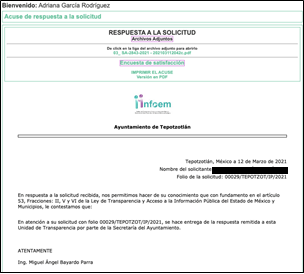 Bienvenido: Adriana García Rodríguez
Acuse de respuesta a la solicitud
RESPUESTA A LA SOLICITUD
Archivos Adjuntos
De click en la liga del archivo adjunto para abrirlo
Encuesta de satisfacción
IMPRIMIR EL ACUSE
Versión en PDF
infoem
Ayuntamiento de Tepotzotlán
Tepotzotlán, México a 12 de Marzo de 2021
Nombre del solicitante:
Folio de la solicitud: 00029/TEPOTZOT/IP/2021
En respuesta a la solicitud recibida, nos permitimos hacer de su conocimiento que con fundamento en el artículo
53, Fracciones: II, V y VI de la Ley de Transparencia y Acceso a la Información Pública del Estado de México y
Municipios, le contestamos que:
En atención a su solicitud con folio 00029/TEPOTZOT/IP/2021, se hace entrega de la respuesta remitida a esta
Unidad de Transparencia por parte de la Secretaría del Ayuntamiento.
ATENTAMENTE
Ing. Miguel Ángel Bayardo Parra